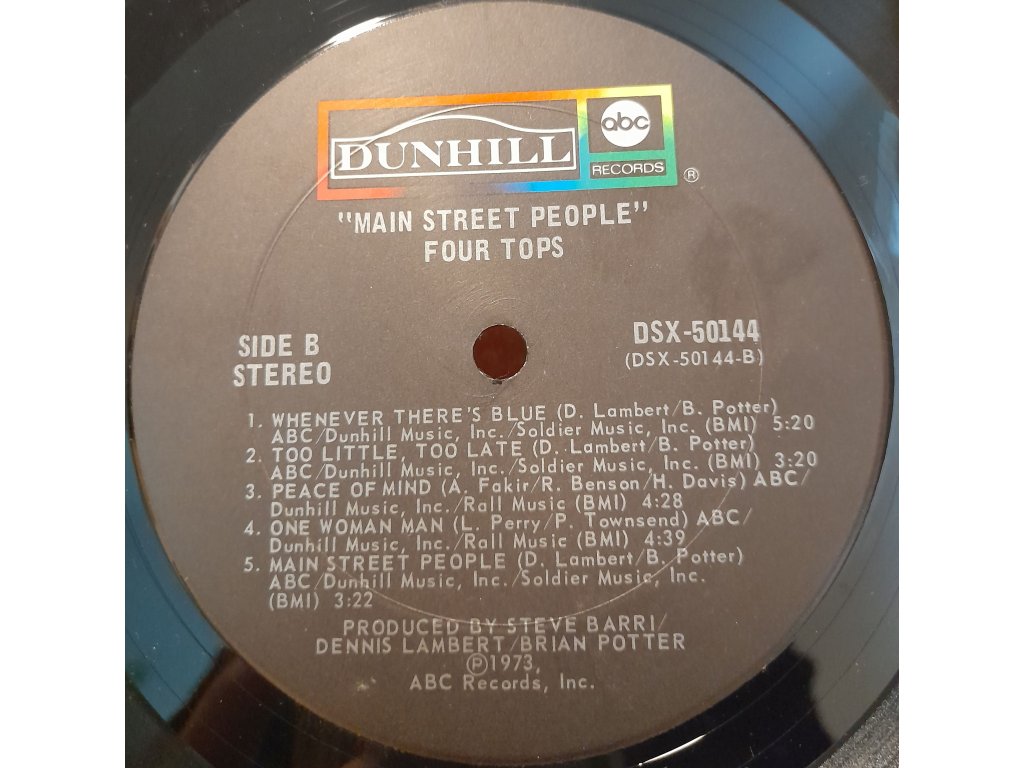 DUNHILL
abc
RECORDS
®
"MAIN STREET PEOPLE"
FOUR TOPS
SIDE B
STEREO
DSX-50144
(DSX-50144-B)
1. WHENEVER THERE'S BLUE (D. Lambert/B. Potter)
ABC/Dunhill Music, Inc./Soldier Music, Inc. (BMI) 5:20
2. TOO LITTLE, TOO LATE (D. Lambert/B. Potter)
ABC/Dunhill Music, Inc./Soldier Music, Inc. (BMI) 3:20
3. PEACE OF MIND (A. Fakir/R. Benson/H. Davis) ABC/
Dunhill Music, Inc./Rall Music (BMI) 4:28
4. ONE WOMAN MAN (L. Perry/P. Townsend) ABC/
Dunhill Music, Inc./Rall Music (BMI) 4:39
5. MAIN STREET PEOPLE (D. Lambert/B. Potter)
ABC/Dunhill Music, Inc./Soldier Music, Inc.
(BMI) 3:22
PRODUCED BY STEVE BARRI/
DENNIS LAMBERT/BRIAN POTTER
℗1973,
ABC Records, Inc.